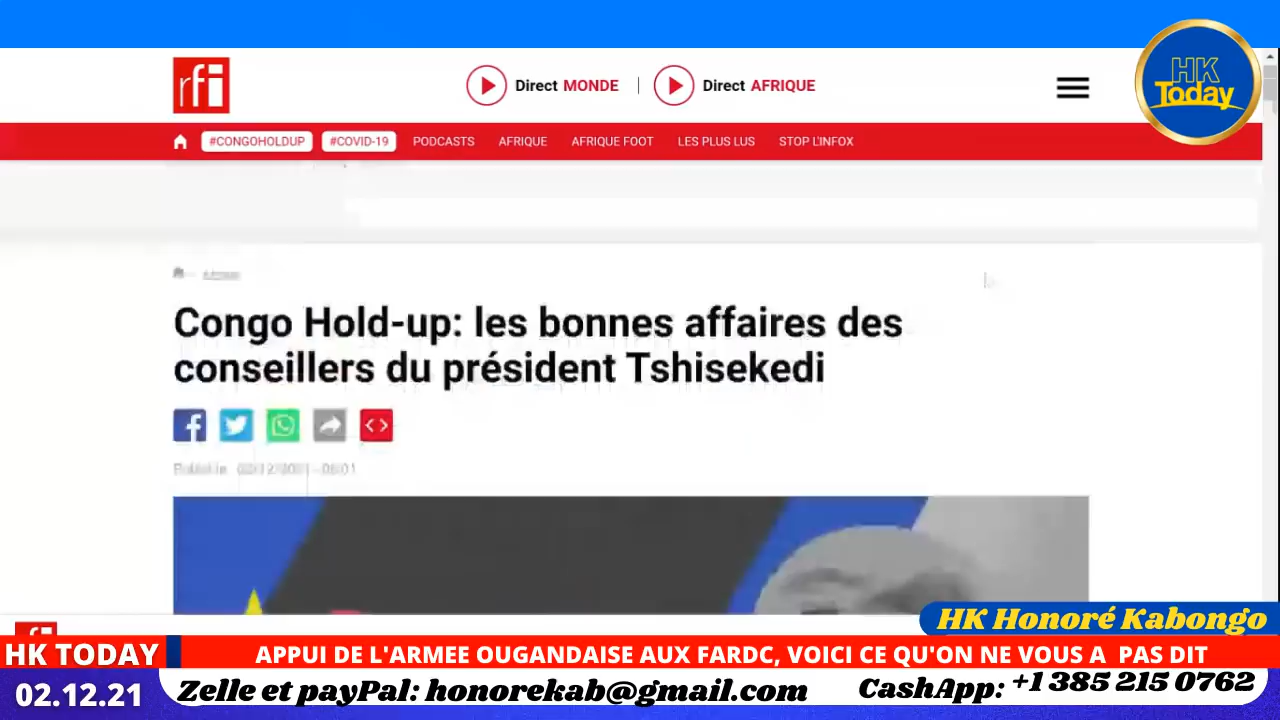 rfi
Direct MONDE
Direct AFRIQUE
HK
Today
#CONGOHOLDUP
#COVID-19
PODCASTS
AFRIQUE
AFRIQUE FOOT
LES PLUS LUS
STOP L'INFOX
Congo Hold-up: les bonnes affaires des
conseillers du président Tshisekedi
HK Honoré Kabongo
HK TODAY
APPUI DE L'ARMEE OUGANDAISE AUX FARDC, VOICI CE QU'ON NE VOUS A PAS DIT
02.12.21
Zelle et payPal: honorekab@gmail.com
CashApp: +1 385 215 0762